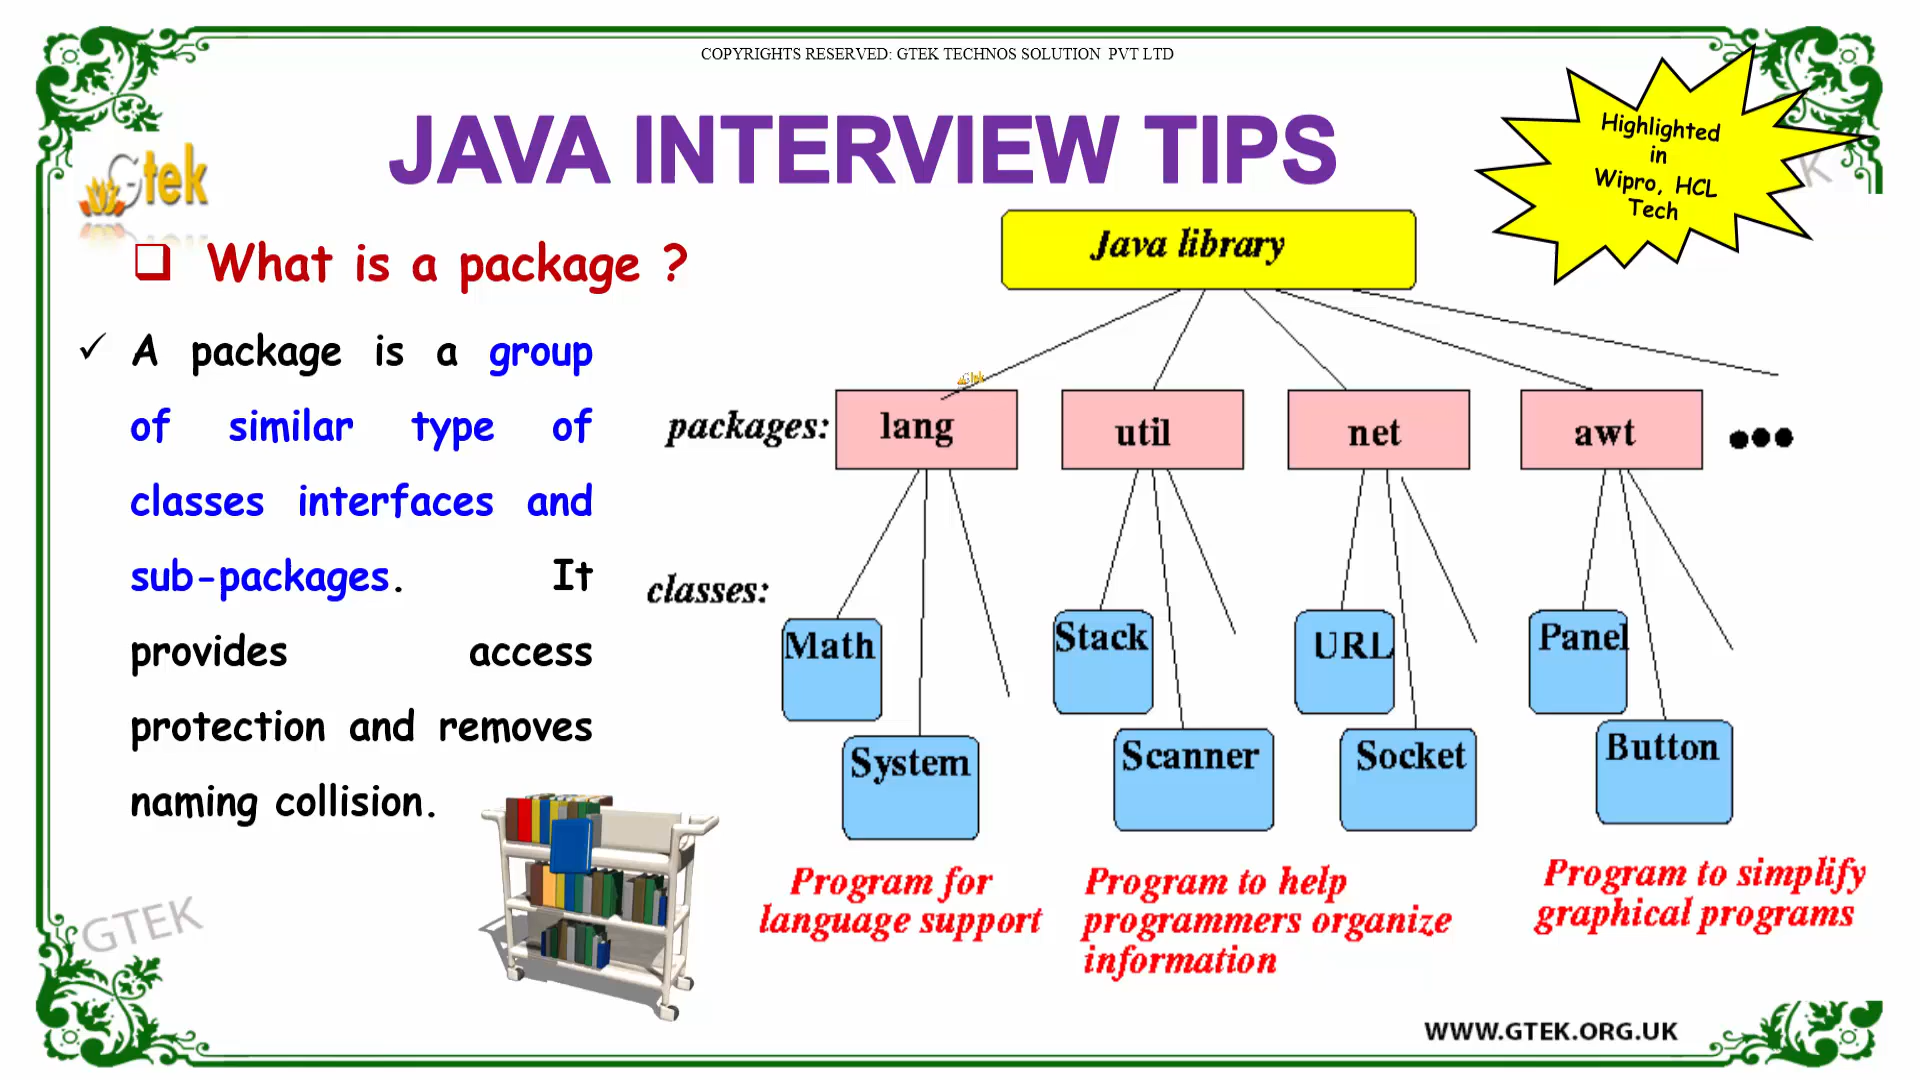 COPYRIGHTS RESERVED: GTEK TECHNOS SOLUTION PVT LTD
JAVA INTERVIEW TIPS
Highlighted
in
Wipro, HCL
Tech
Gtek
What is a package ?
A package is a group
of similar type of
classes interfaces and
sub-packages. It
provides access
protection and removes
naming collision.
Java library
packages:
lang
util
net
awt
classes:
Math
Stack
URL
Panel
System
Scanner
Socket
Button
Program for
language support
Program to help
programmers organize
information
Program to simplify
graphical programs
GTEK
WWW.GTEK.ORG.UK